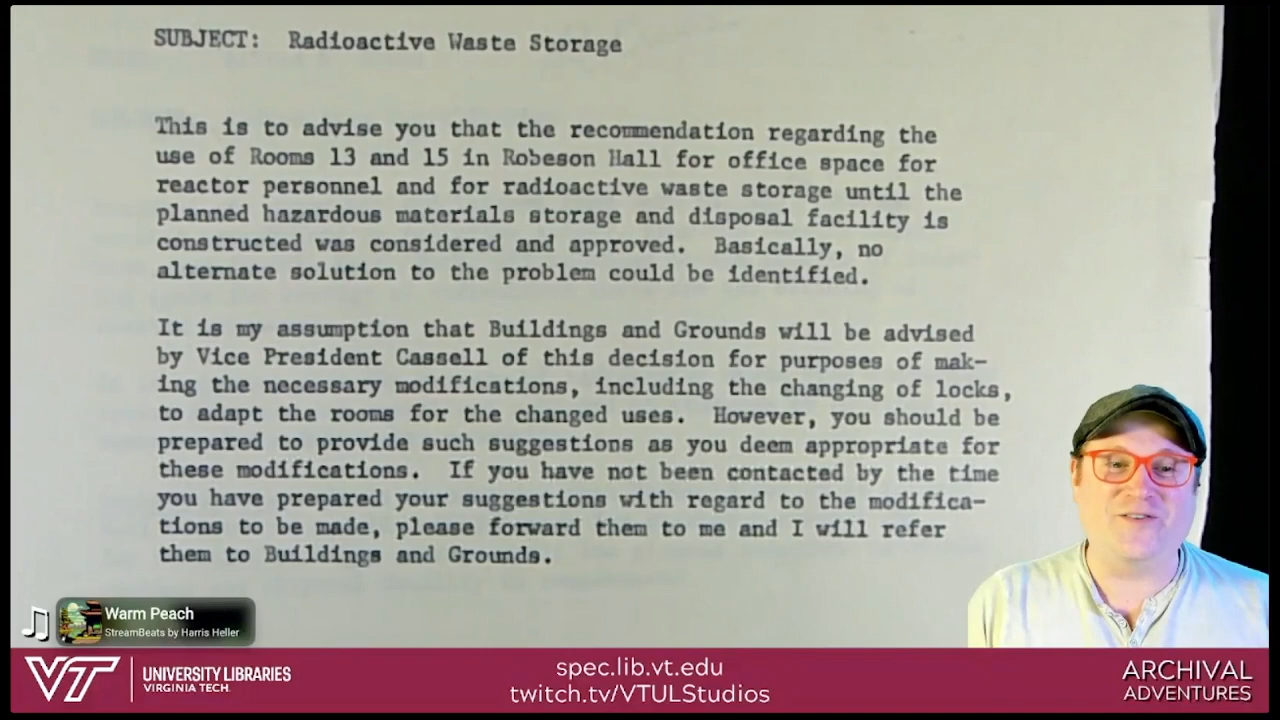 SUBJECT: Radioactive Waste Storage
This is to advise you that the recommendation regarding the
use of Rooms 13 and 15 in Robeson Hall for office space for
reactor personnel and for radioactive waste storage until the
planned hazardous materials storage and disposal facility is
constructed was considered and approved. Basically, no
alternate solution to the problem could be identified.
It is my assumption that Buildings and Grounds will be advised
by Vice President Cassell of this decision for purposes of mak-
ing the necessary modifications, including the changing of locks,
to adapt the rooms for the changed uses. However, you should be
prepared to provide such suggestions as you deem appropriate for
these modifications. If you have not been contacted by the time
you have prepared your suggestions with regard to the modifica-
tions to be made, please forward them to me and I will refer
them to Buildings and Grounds.
Warm Peach
StreamBeats by Harris Heller
VT
UNIVERSITY LIBRARIES
VIRGINIA TECH
spec.lib.vt.edu
twitch.tv/VTULStudios
ARCHIVAL
ADVENTURES